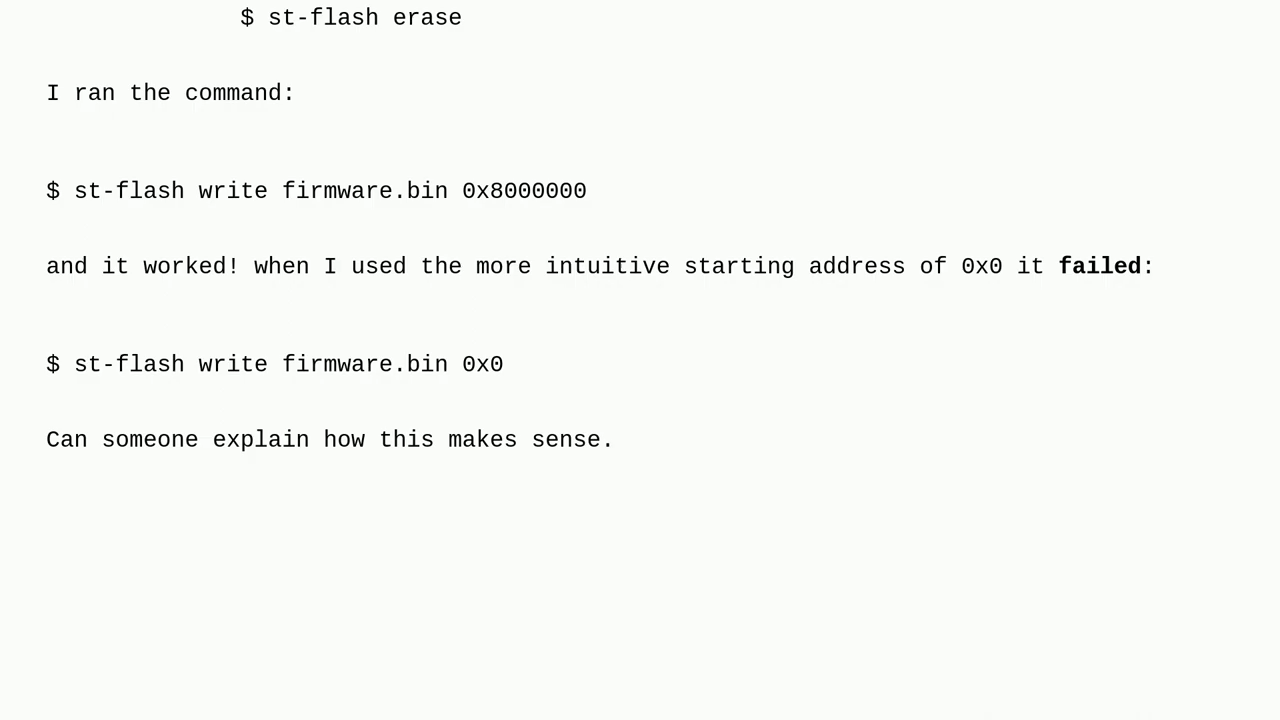 $ st-flash erase
I ran the command:
$ st-flash write firmware.bin 0x8000000
and it worked! when I used the more intuitive starting address of 0x0 it failed:
$ st-flash write firmware.bin 0x0
Can someone explain how this makes sense.